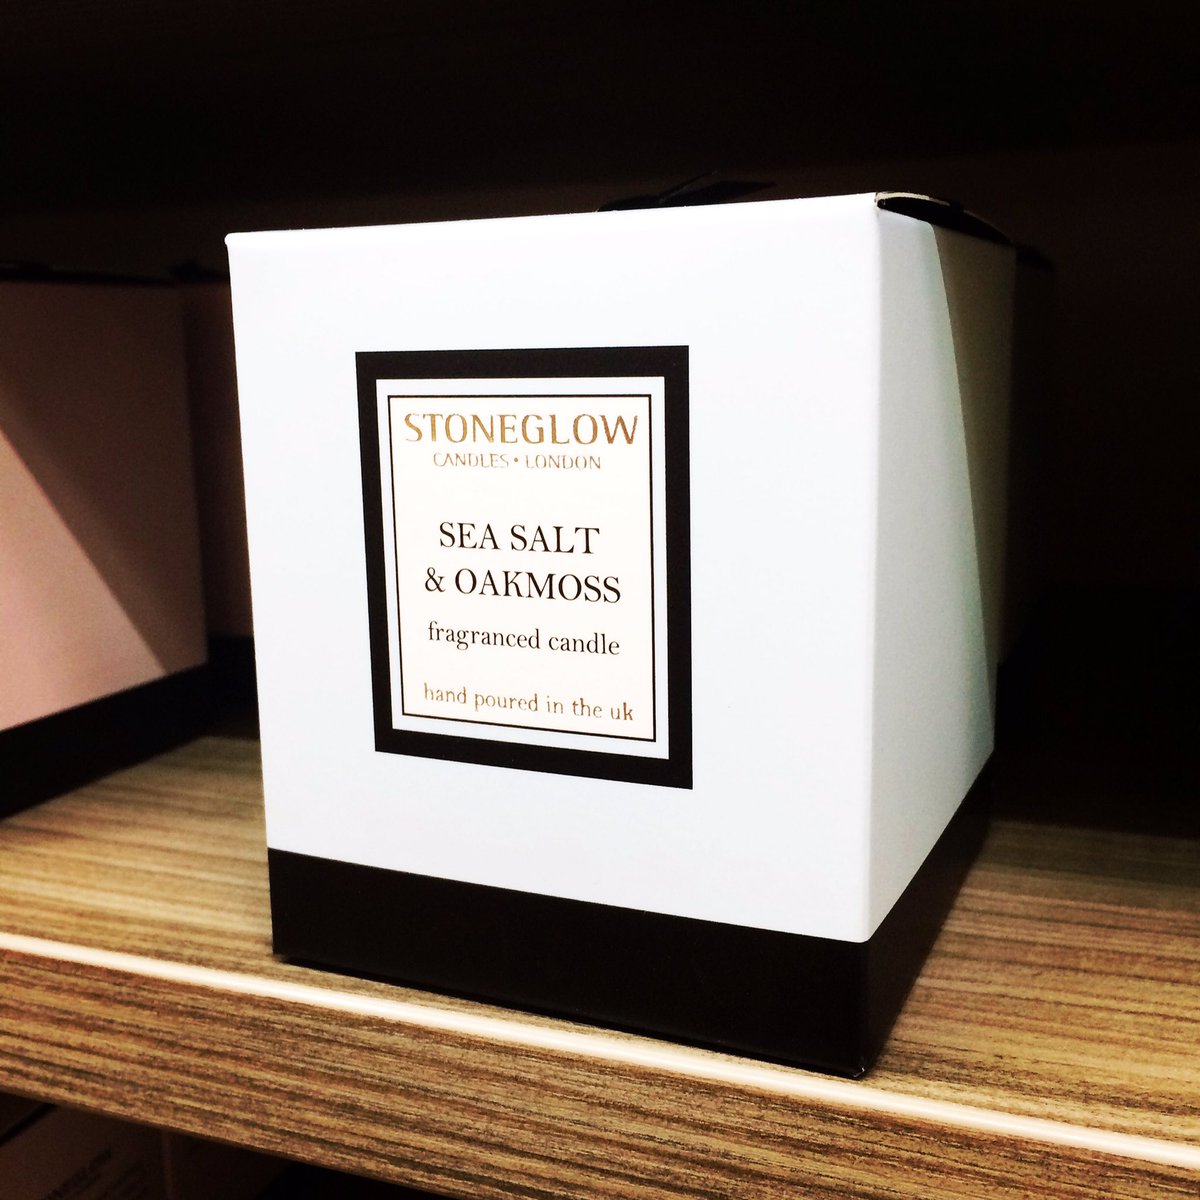 STONEGLOW
CANDLES • LONDON
SEA SALT
& OAKMOSS
fragranced candle
hand poured in the uk